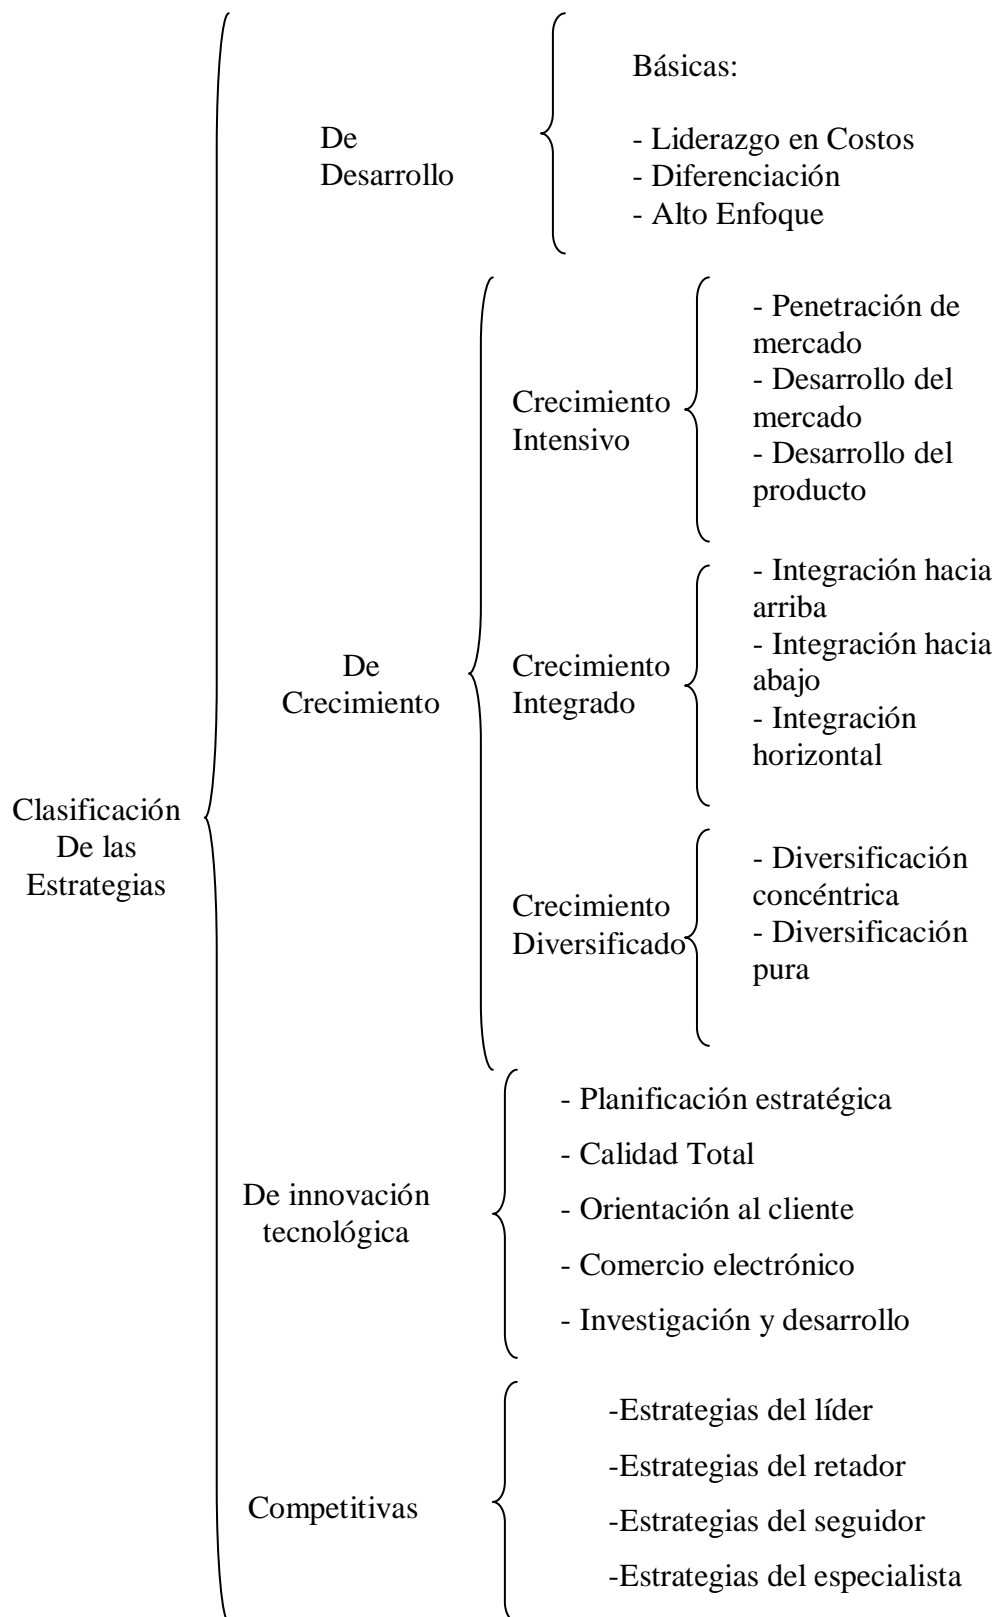 Básicas:
De
Desarrollo
- Liderazgo en Costos
- Diferenciación
- Alto Enfoque
Crecimiento
Intensivo
- Penetración de
mercado
- Desarrollo del
mercado
- Desarrollo del
producto
De
Crecimiento
Crecimiento
Integrado
- Integración hacia
arriba
- Integración hacia
abajo
- Integración
horizontal
Clasificación
De las
Estrategias
Crecimiento
Diversificado
- Diversificación
concéntrica
- Diversificación
pura
De innovación
tecnológica
- Planificación estratégica
- Calidad Total
- Orientación al cliente
- Comercio electrónico
- Investigación y desarrollo
Competitivas
-Estrategias del líder
-Estrategias del retador
-Estrategias del seguidor
-Estrategias del especialista